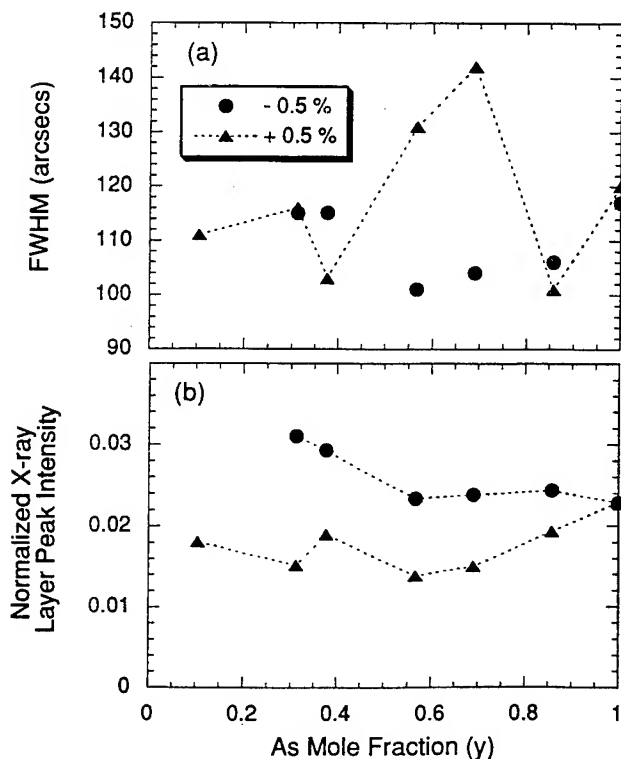 150
140
130
120
110
100
90
FWHM (arcsecs)
(a)
- 0.5 %
+ 0.5 %
(b)
0.03
0.02
0.01
0
Normalized X-ray
Layer Peak Intensity
0 0.2 0.4 0.6 0.8 1
As Mole Fraction (y)